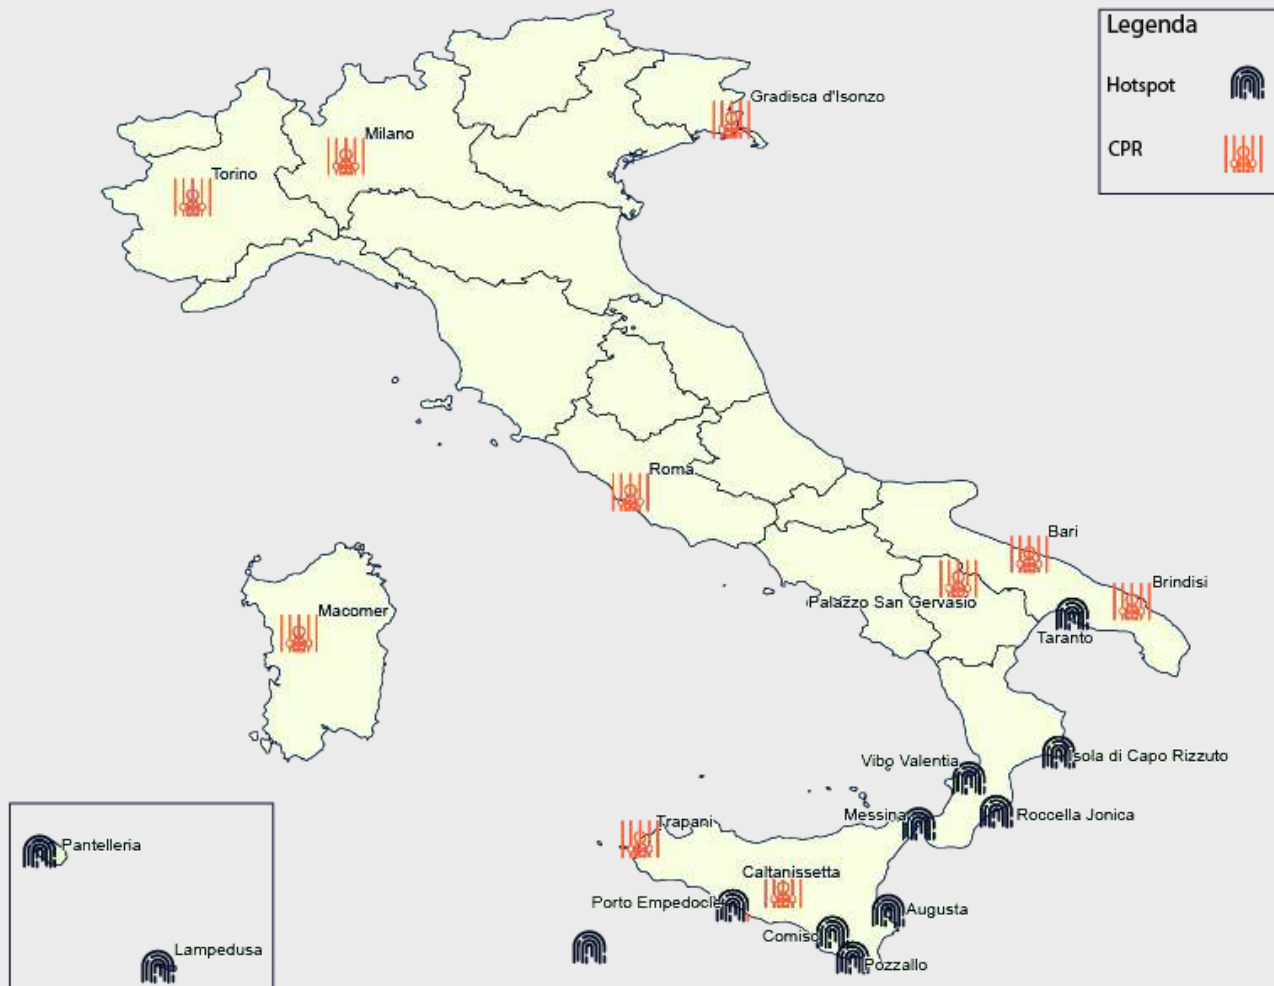 Legenda
Hotspot
CPR
Gradisca d'Isonzo
Milano
Torino
Roma
Bari
Brindisi
Palazzo San Gervasio
Taranto
Macomer
Vibo Valentia
Isola di Capo Rizzuto
Messina
Roccella Jonica
Trapani
Caltanissetta
Porto Empedocle
Augusta
Comiso
Pozzallo
Pantelleria
Lampedusa